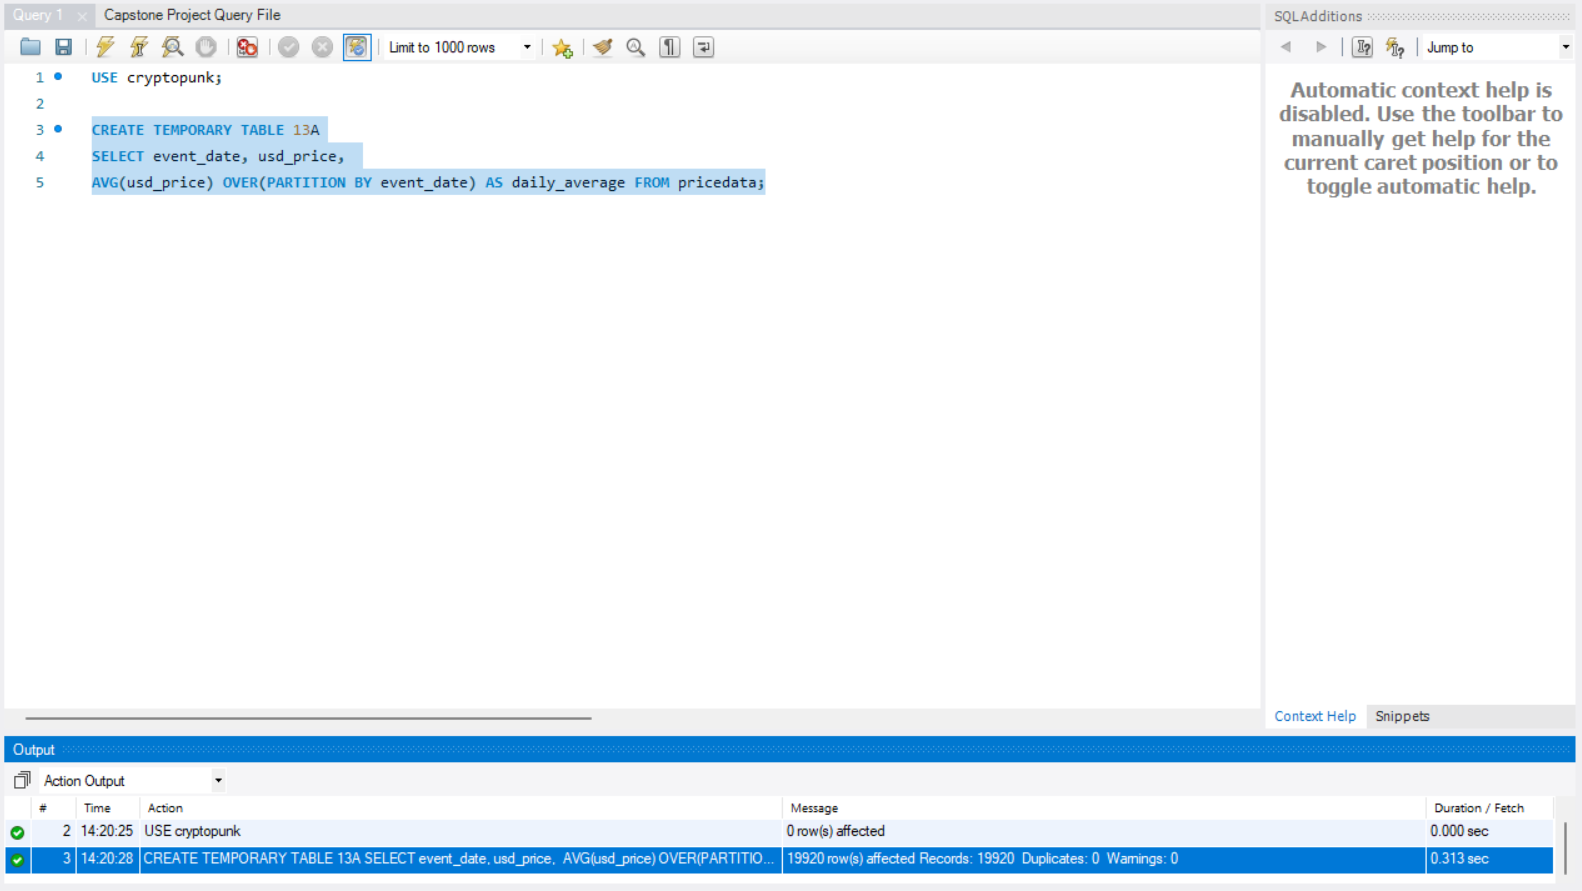 Query 1
Capstone Project Query File
SQLAdditions
Limit to 1000 rows
Jump to
1 USE cryptopunk;
2
3 CREATE TEMPORARY TABLE 13A
4 SELECT event_date, usd_price,
5 AVG(usd_price) OVER(PARTITION BY event_date) AS daily_average FROM pricedata;
Automatic context help is
disabled. Use the toolbar to
manually get help for the
current caret position or to
toggle automatic help.
Context Help Snippets
Output
Action Output
# Time Action Message Duration / Fetch
2 14:20:25 USE cryptopunk 0 row(s) affected 0.000 sec
3 14:20:28 CREATE TEMPORARY TABLE 13A SELECT event_date, usd_price, AVG(usd_price) OVER(PARTITIO... 19920 row(s) affected Records: 19920 Duplicates: 0 Warnings: 0 0.313 sec